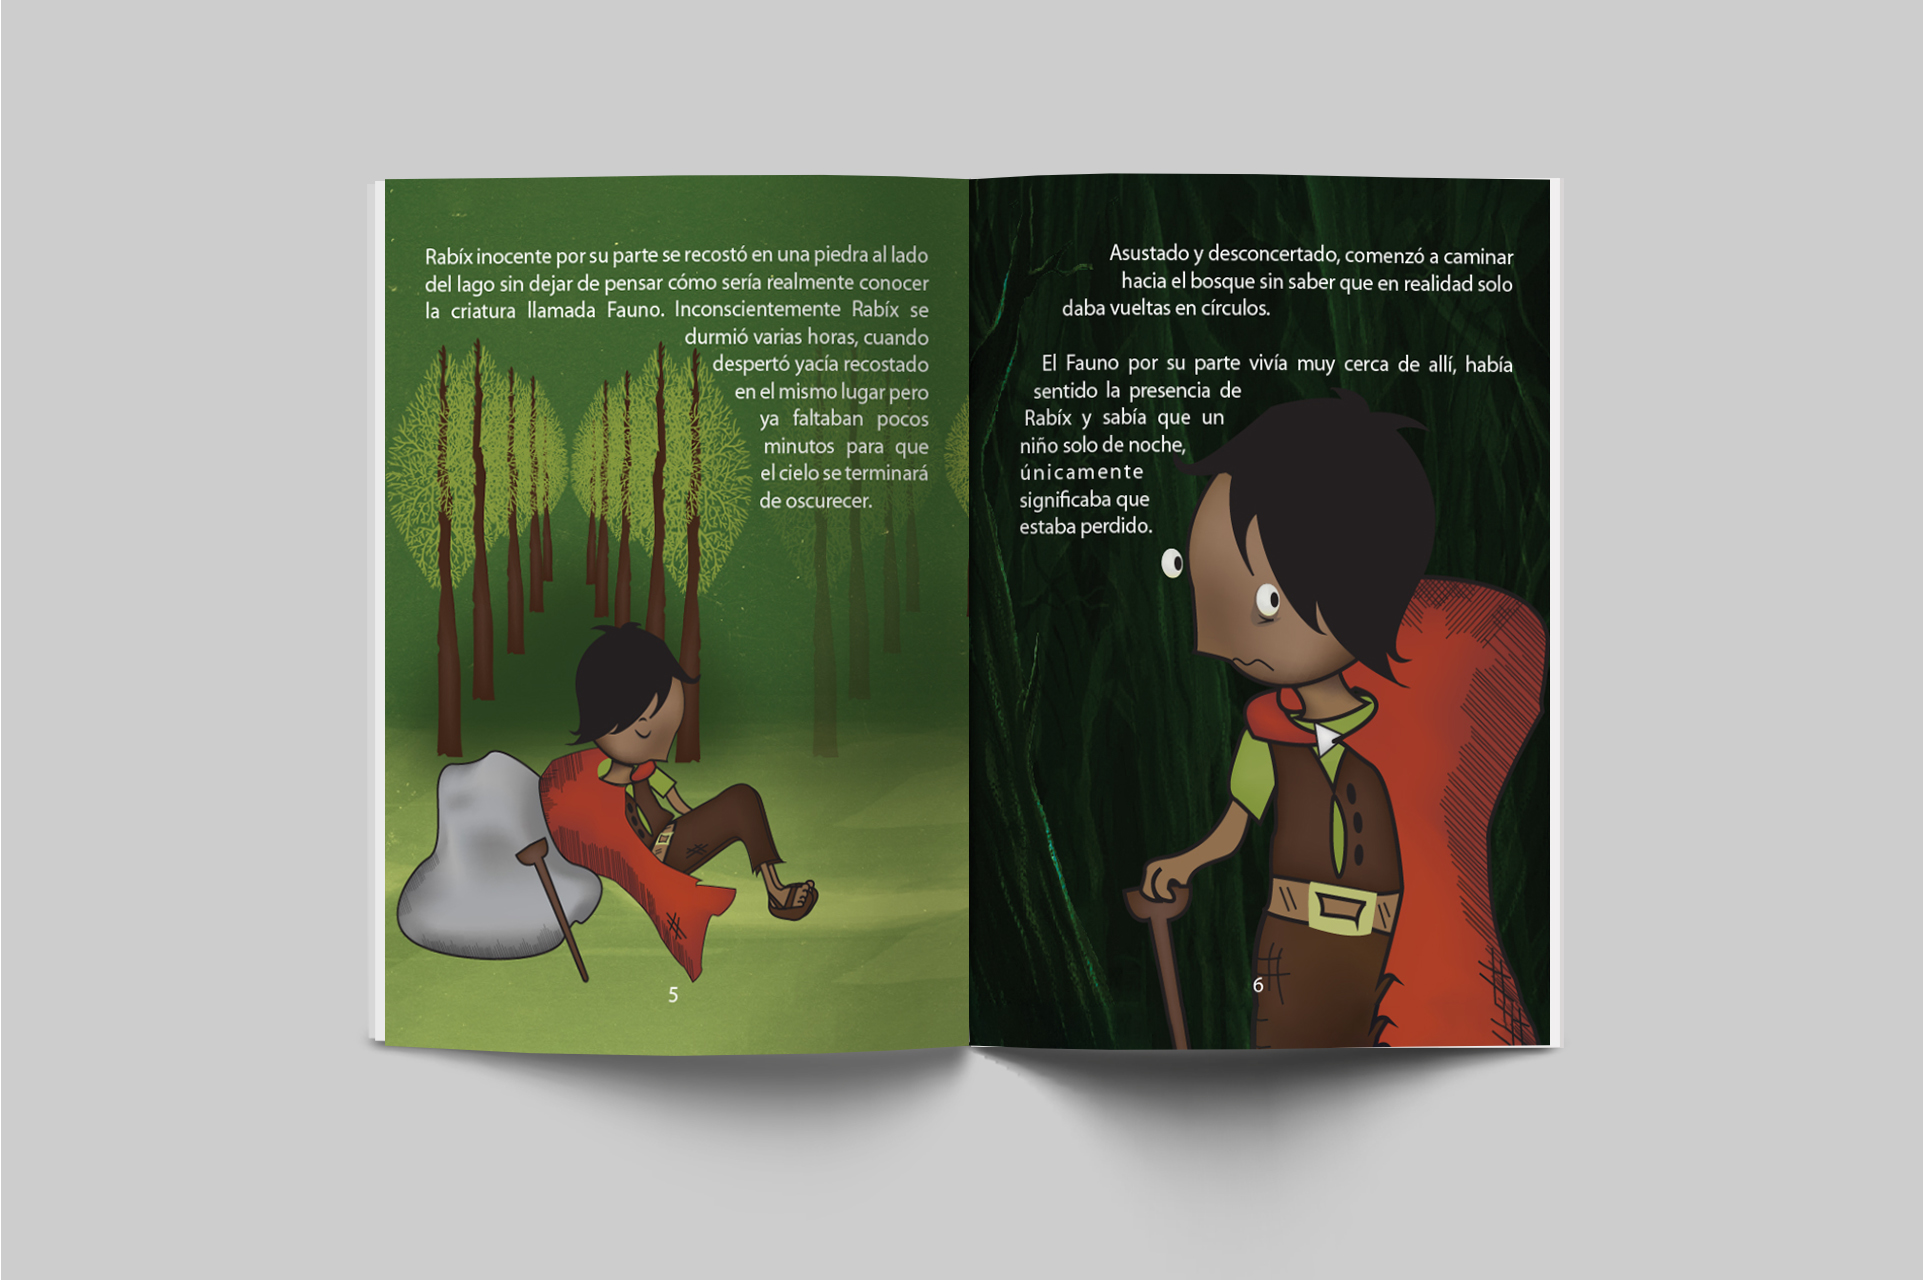 Rabíx inocente por su parte se recostó en una piedra al lado
del lago sin dejar de pensar cómo sería realmente conocer
la criatura llamada Fauno. Inconscientemente Rabíx se
durmió varias horas, cuando
despertó yacía recostado
en el mismo lugar pero
ya faltaban pocos
minutos para que
el cielo se terminará
de oscurecer.
5
Asustado y desconcertado, comenzó a caminar
hacia el bosque sin saber que en realidad solo
daba vueltas en círculos.
El Fauno por su parte vivía muy cerca de allí, había
sentido la presencia de
Rabíx y sabía que un
niño solo de noche,
únicamente
significaba que
estaba perdido.
6